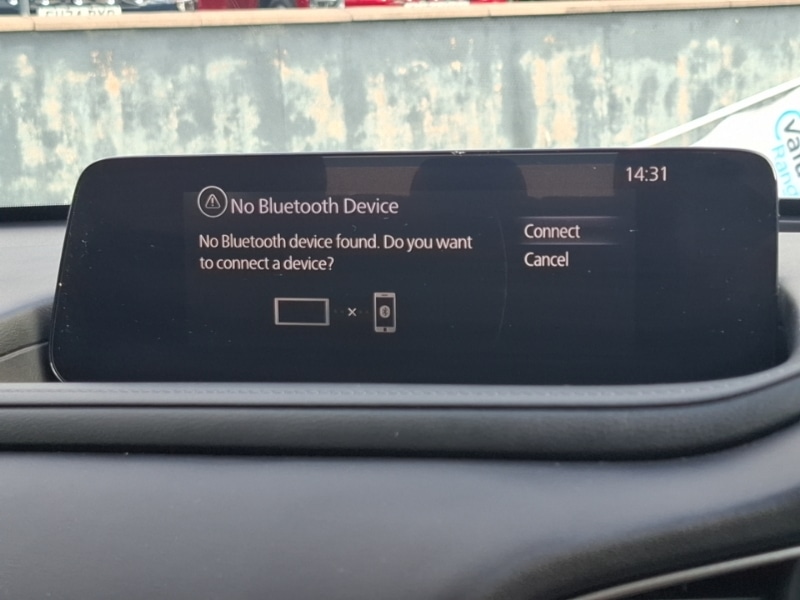 14:31
No Bluetooth Device
No Bluetooth device found. Do you want
to connect a device?
Connect
Cancel